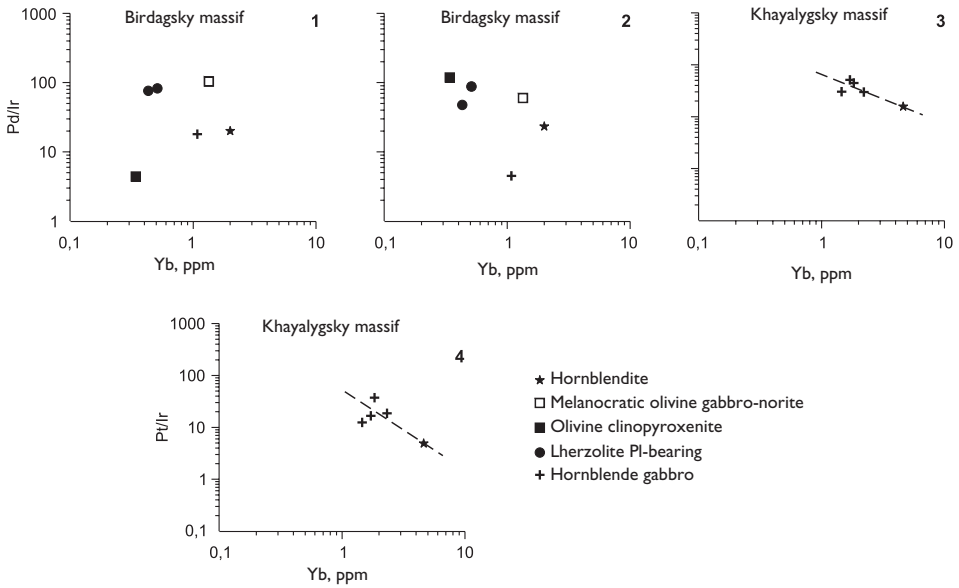 Birdagsky massif 1
1000
100
10
1
Pd/Ir
0,1 1 10
Yb, ppm
Birdagsky massif 2
0,1 1 10
Yb, ppm
Khayalygsky massif 3
0,1 1 10
Yb, ppm
Khayalygsky massif
4
1000
100
10
1
0,1
Pt/Ir
0,1 1 10
Yb, ppm
Hornblendite
Melanocratic olivine gabbro-norite
Olivine clinopyroxenite
Lherzolite Pl-bearing
Hornblende gabbro